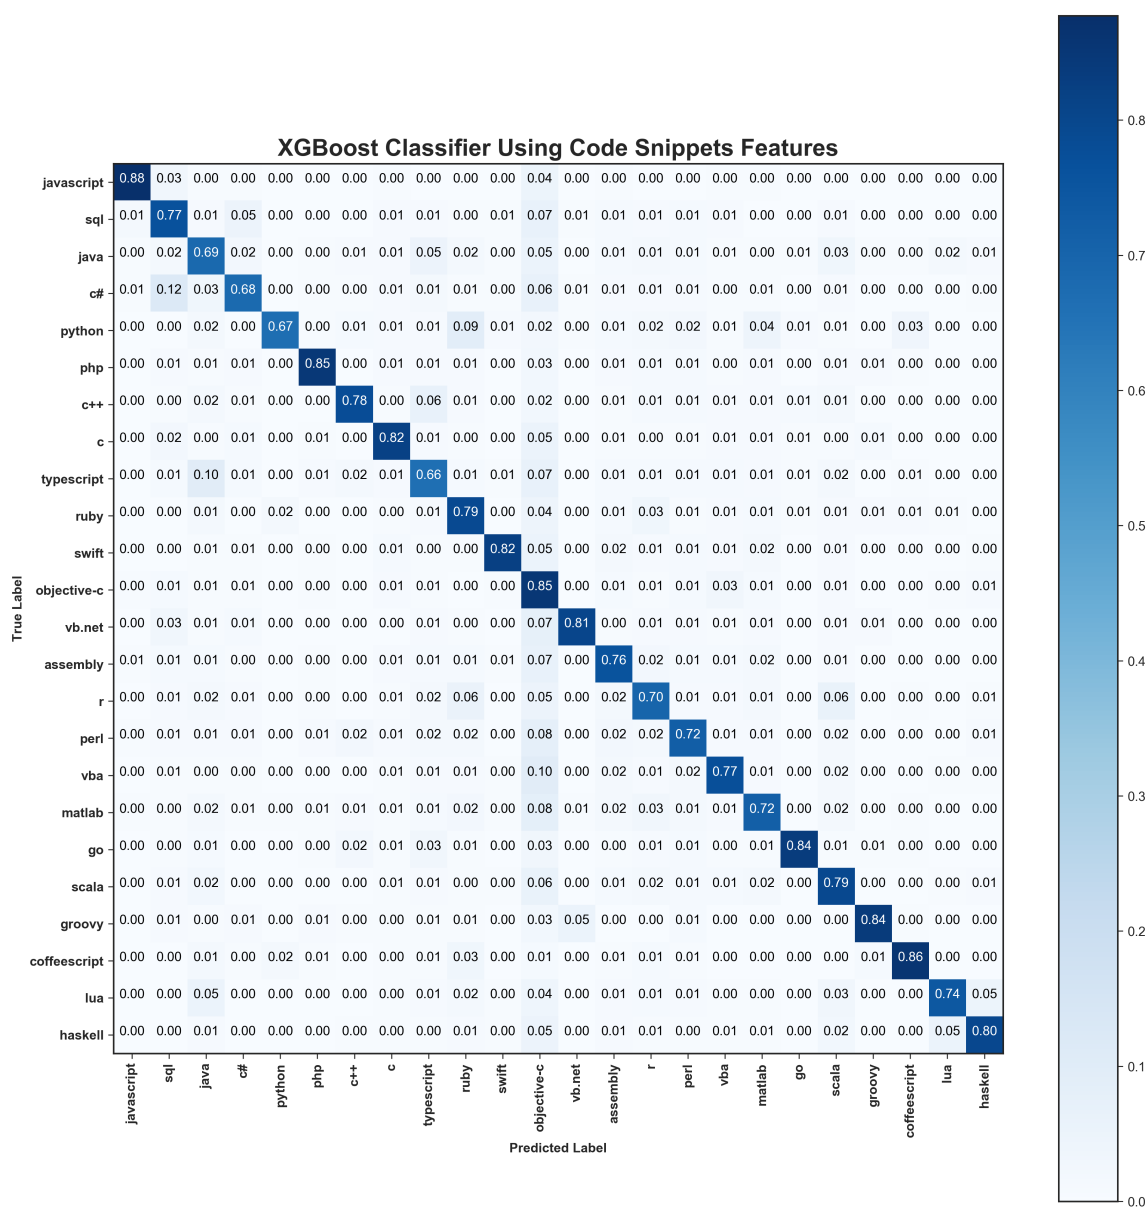 XGBoost Classifier Using Code Snippets Features
javascript 0.88 0.03 0.00 0.00 0.00 0.00 0.00 0.00 0.00 0.00 0.00 0.04 0.00 0.00 0.00 0.00 0.00 0.00 0.00 0.00 0.00 0.00 0.00 0.00
sql 0.01 0.77 0.01 0.05 0.00 0.00 0.00 0.01 0.01 0.00 0.01 0.07 0.01 0.01 0.01 0.01 0.01 0.00 0.00 0.01 0.00 0.00 0.00 0.00
java 0.00 0.02 0.69 0.02 0.00 0.00 0.01 0.01 0.05 0.02 0.00 0.05 0.00 0.01 0.01 0.01 0.01 0.00 0.01 0.03 0.00 0.00 0.02 0.01
c# 0.01 0.12 0.03 0.68 0.00 0.00 0.00 0.00 0.01 0.01 0.00 0.06 0.01 0.01 0.01 0.01 0.01 0.00 0.00 0.01 0.00 0.00 0.00 0.00
python 0.00 0.00 0.02 0.00 0.67 0.00 0.01 0.01 0.01 0.09 0.01 0.02 0.00 0.01 0.02 0.02 0.01 0.04 0.01 0.01 0.00 0.03 0.00 0.00
php 0.00 0.01 0.01 0.01 0.00 0.85 0.00 0.01 0.01 0.01 0.00 0.03 0.00 0.01 0.01 0.01 0.00 0.01 0.00 0.01 0.01 0.00 0.00 0.00
c++ 0.00 0.00 0.02 0.01 0.00 0.00 0.78 0.00 0.06 0.01 0.00 0.02 0.00 0.01 0.01 0.00 0.01 0.01 0.01 0.01 0.00 0.00 0.00 0.00
c 0.00 0.02 0.00 0.01 0.00 0.01 0.00 0.82 0.01 0.00 0.00 0.05 0.00 0.01 0.01 0.01 0.01 0.01 0.00 0.01 0.01 0.00 0.00 0.00
typescript 0.00 0.01 0.10 0.01 0.00 0.01 0.02 0.01 0.66 0.01 0.01 0.07 0.00 0.01 0.01 0.01 0.01 0.01 0.01 0.02 0.00 0.01 0.00 0.00
ruby 0.00 0.00 0.01 0.00 0.02 0.00 0.00 0.00 0.01 0.79 0.00 0.04 0.00 0.01 0.03 0.01 0.01 0.01 0.00 0.01 0.01 0.01 0.01 0.00
swift 0.00 0.00 0.01 0.01 0.00 0.00 0.00 0.01 0.00 0.00 0.82 0.05 0.00 0.02 0.01 0.01 0.01 0.02 0.00 0.01 0.00 0.00 0.00 0.00
objective-c 0.00 0.01 0.01 0.01 0.00 0.00 0.00 0.01 0.01 0.00 0.00 0.85 0.00 0.01 0.01 0.01 0.03 0.01 0.00 0.01 0.00 0.00 0.00 0.01
vb.net 0.00 0.03 0.01 0.01 0.00 0.00 0.00 0.00 0.01 0.00 0.00 0.07 0.81 0.00 0.01 0.01 0.01 0.01 0.01 0.01 0.00 0.00 0.00 0.00
assembly 0.01 0.01 0.01 0.00 0.00 0.00 0.00 0.01 0.01 0.01 0.01 0.07 0.00 0.76 0.02 0.01 0.01 0.02 0.00 0.01 0.00 0.00 0.00 0.00
r 0.00 0.01 0.02 0.01 0.00 0.00 0.00 0.01 0.02 0.06 0.00 0.05 0.00 0.02 0.70 0.01 0.01 0.01 0.00 0.06 0.00 0.00 0.00 0.01
perl 0.00 0.01 0.01 0.01 0.00 0.01 0.02 0.01 0.02 0.02 0.00 0.08 0.00 0.02 0.02 0.72 0.01 0.01 0.00 0.02 0.00 0.00 0.00 0.01
vba 0.00 0.01 0.00 0.00 0.00 0.00 0.00 0.01 0.01 0.01 0.00 0.10 0.00 0.02 0.01 0.02 0.77 0.01 0.00 0.02 0.00 0.00 0.00 0.00
matlab 0.00 0.00 0.02 0.01 0.00 0.01 0.01 0.01 0.01 0.02 0.00 0.08 0.01 0.02 0.03 0.01 0.01 0.72 0.00 0.02 0.00 0.00 0.00 0.00
go 0.00 0.00 0.01 0.00 0.00 0.00 0.02 0.01 0.03 0.01 0.00 0.03 0.00 0.00 0.00 0.01 0.00 0.01 0.84 0.01 0.01 0.00 0.00 0.00
scala 0.00 0.01 0.02 0.00 0.00 0.00 0.00 0.01 0.01 0.00 0.00 0.06 0.00 0.01 0.02 0.01 0.01 0.02 0.00 0.79 0.00 0.00 0.00 0.01
groovy 0.00 0.01 0.00 0.01 0.00 0.01 0.00 0.00 0.01 0.01 0.00 0.03 0.05 0.00 0.00 0.01 0.00 0.00 0.00 0.00 0.84 0.00 0.00 0.00
coffeescript 0.00 0.00 0.01 0.00 0.02 0.01 0.00 0.00 0.01 0.03 0.00 0.01 0.00 0.01 0.01 0.01 0.00 0.00 0.00 0.00 0.01 0.86 0.00 0.00
lua 0.00 0.00 0.05 0.00 0.00 0.00 0.00 0.00 0.01 0.02 0.00 0.04 0.00 0.01 0.01 0.01 0.00 0.00 0.00 0.03 0.00 0.00 0.74 0.05
haskell 0.00 0.00 0.01 0.00 0.00 0.00 0.00 0.00 0.00 0.01 0.00 0.05 0.00 0.01 0.01 0.00 0.01 0.01 0.00 0.02 0.00 0.00 0.05 0.80
True Label
javascript sql java c# python php c++ c typescript ruby swift objective-c vb.net assembly r perl vba matlab go scala groovy coffeescript lua haskell
Predicted Label
0.8
0.7
0.6
0.5
0.4
0.3
0.2
0.1
0.0